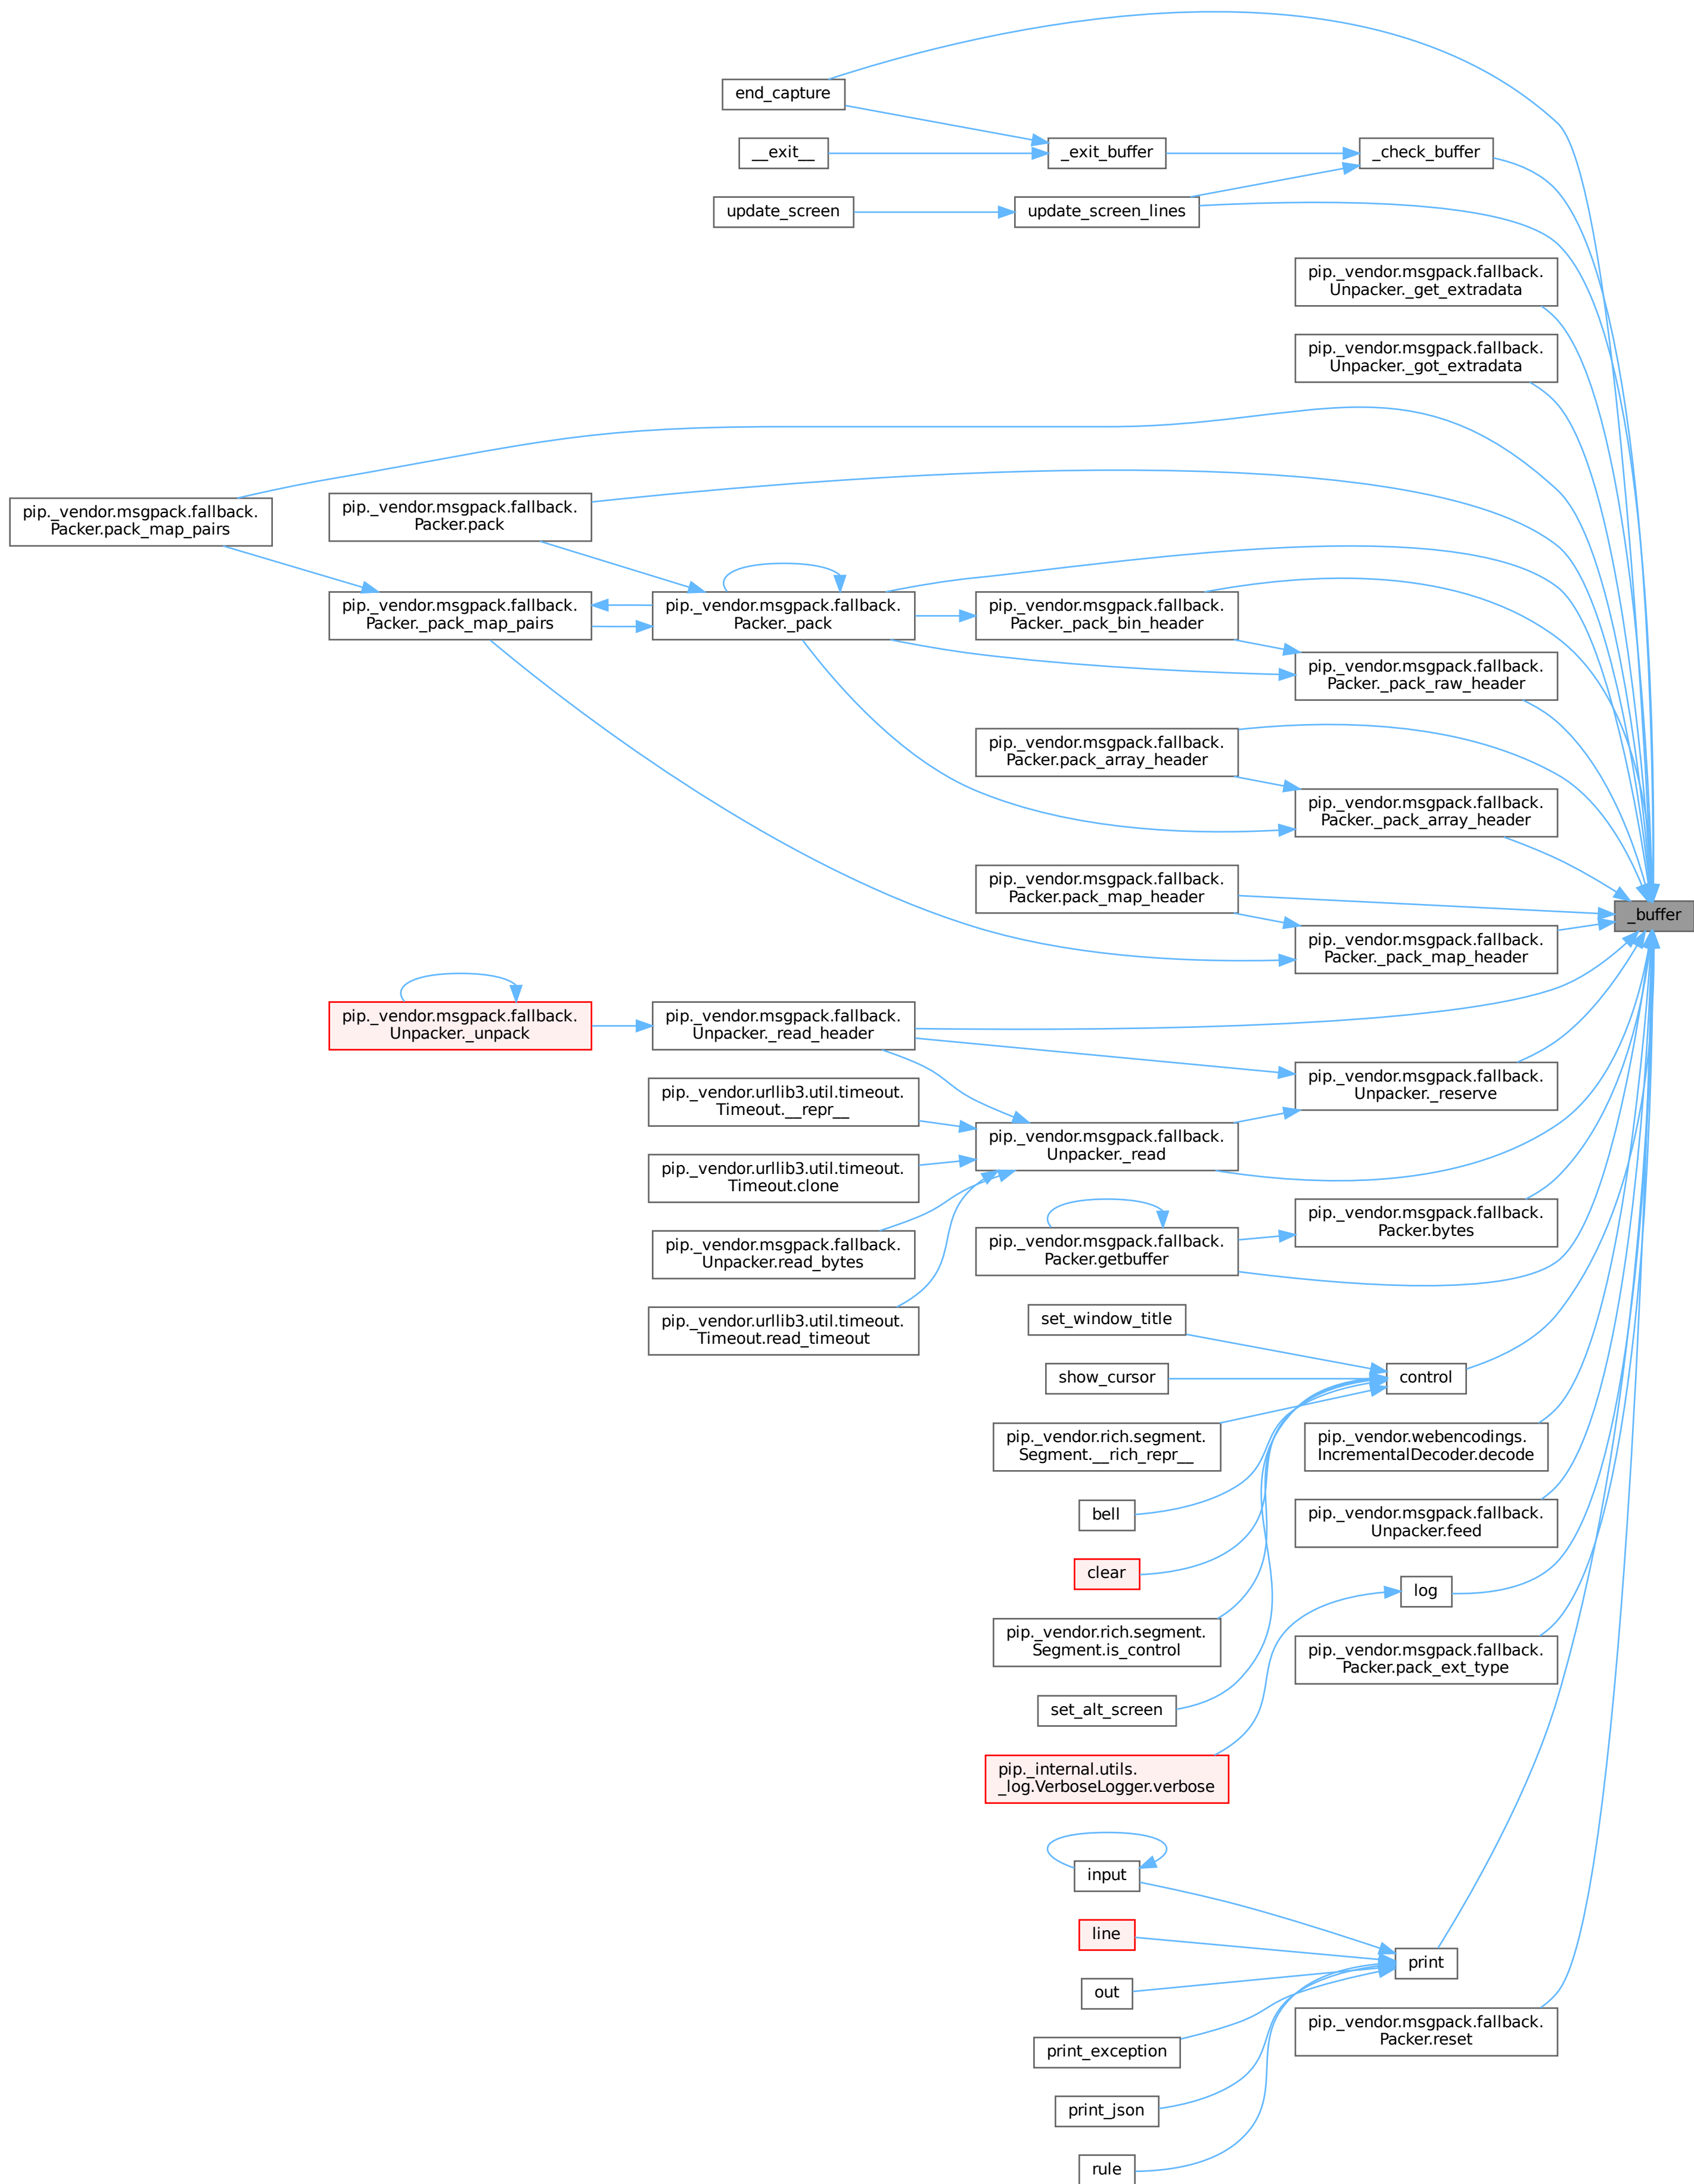 end_capture
__exit__
_exit_buffer
_check_buffer
update_screen
update_screen_lines
pip._vendor.msgpack.fallback.
Unpacker._get_extradata
pip._vendor.msgpack.fallback.
Unpacker._got_extradata
pip._vendor.msgpack.fallback.
Packer.pack_map_pairs
pip._vendor.msgpack.fallback.
Packer.pack
pip._vendor.msgpack.fallback.
Packer._pack_map_pairs
pip._vendor.msgpack.fallback.
Packer._pack
pip._vendor.msgpack.fallback.
Packer._pack_bin_header
pip._vendor.msgpack.fallback.
Packer._pack_raw_header
pip._vendor.msgpack.fallback.
Packer.pack_array_header
pip._vendor.msgpack.fallback.
Packer._pack_array_header
pip._vendor.msgpack.fallback.
Packer.pack_map_header
_buffer
pip._vendor.msgpack.fallback.
Packer._pack_map_header
pip._vendor.msgpack.fallback.
Unpacker._unpack
pip._vendor.msgpack.fallback.
Unpacker._read_header
pip._vendor.msgpack.fallback.
Unpacker._reserve
pip._vendor.urllib3.util.timeout.
Timeout.__repr__
pip._vendor.msgpack.fallback.
Unpacker._read
pip._vendor.urllib3.util.timeout.
Timeout.clone
pip._vendor.msgpack.fallback.
Packer.bytes
pip._vendor.msgpack.fallback.
Unpacker.read_bytes
pip._vendor.msgpack.fallback.
Packer.getbuffer
pip._vendor.urllib3.util.timeout.
Timeout.read_timeout
set_window_title
show_cursor
control
pip._vendor.rich.segment.
Segment.__rich_repr__
pip._vendor.webencodings.
IncrementalDecoder.decode
bell
pip._vendor.msgpack.fallback.
Unpacker.feed
clear
log
pip._vendor.rich.segment.
Segment.is_control
pip._vendor.msgpack.fallback.
Packer.pack_ext_type
set_alt_screen
pip._internal.utils.
_log.VerboseLogger.verbose
input
line
print
out
pip._vendor.msgpack.fallback.
Packer.reset
print_exception
print_json
rule